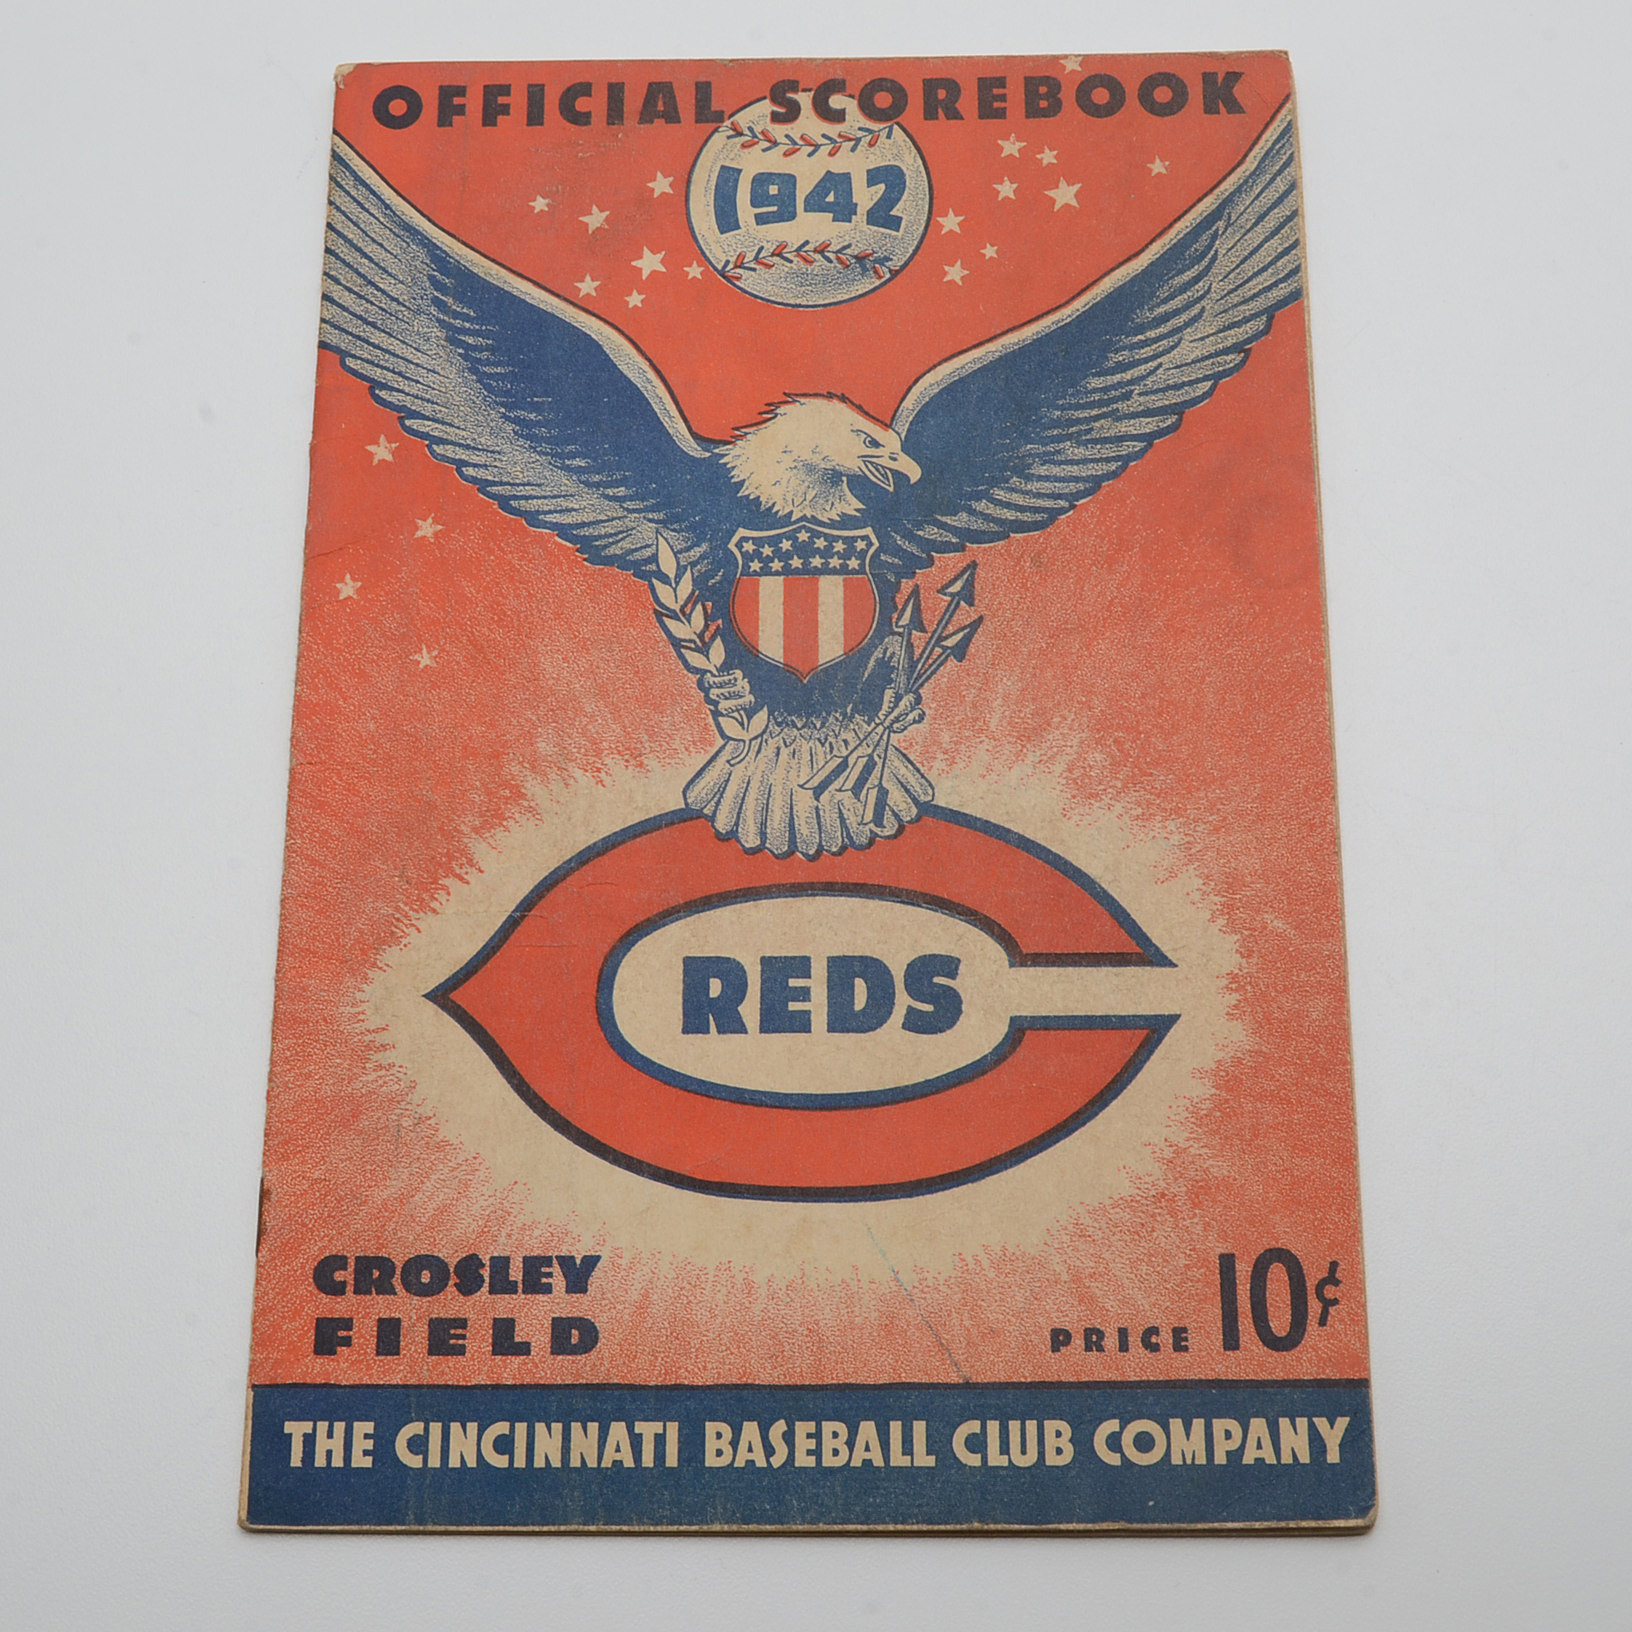 OFFICIAL SCOREBOOK
1942
REDS
CROSLEY
FIELD
PRICE 10¢
THE CINCINNATI BASEBALL CLUB COMPANY